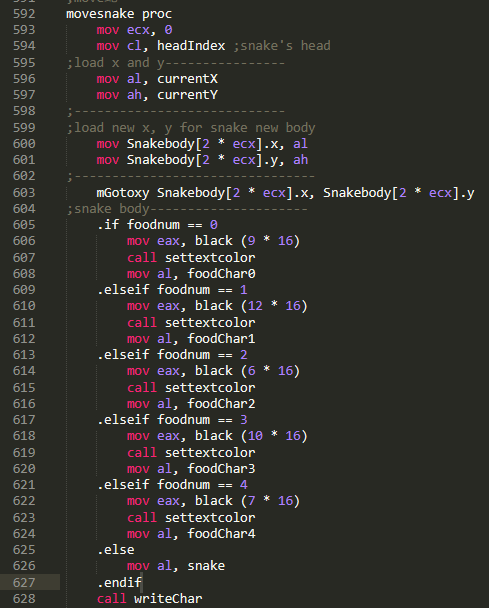 591 ;movexs
592 movesnake proc
593 mov ecx, 0
594 mov cl, headIndex ;snake's head
595 ;load x and y----------------
596 mov al, currentX
597 mov ah, currentY
598 ;----------------------------
599 ;load new x, y for snake new body
600 mov Snakebody[2 * ecx].x, al
601 mov Snakebody[2 * ecx].y, ah
602 ;--------------------------------
603 mGotoxy Snakebody[2 * ecx].x, Snakebody[2 * ecx].y
604 ;snake body---------------------
605 .if foodnum == 0
606 mov eax, black (9 * 16)
607 call settextcolor
608 mov al, foodChar0
609 .elseif foodnum == 1
610 mov eax, black (12 * 16)
611 call settextcolor
612 mov al, foodChar1
613 .elseif foodnum == 2
614 mov eax, black (6 * 16)
615 call settextcolor
616 mov al, foodChar2
617 .elseif foodnum == 3
618 mov eax, black (10 * 16)
619 call settextcolor
620 mov al, foodChar3
621 .elseif foodnum == 4
622 mov eax, black (7 * 16)
623 call settextcolor
624 mov al, foodChar4
625 .else
626 mov al, snake
627 .endif
628 call writeChar